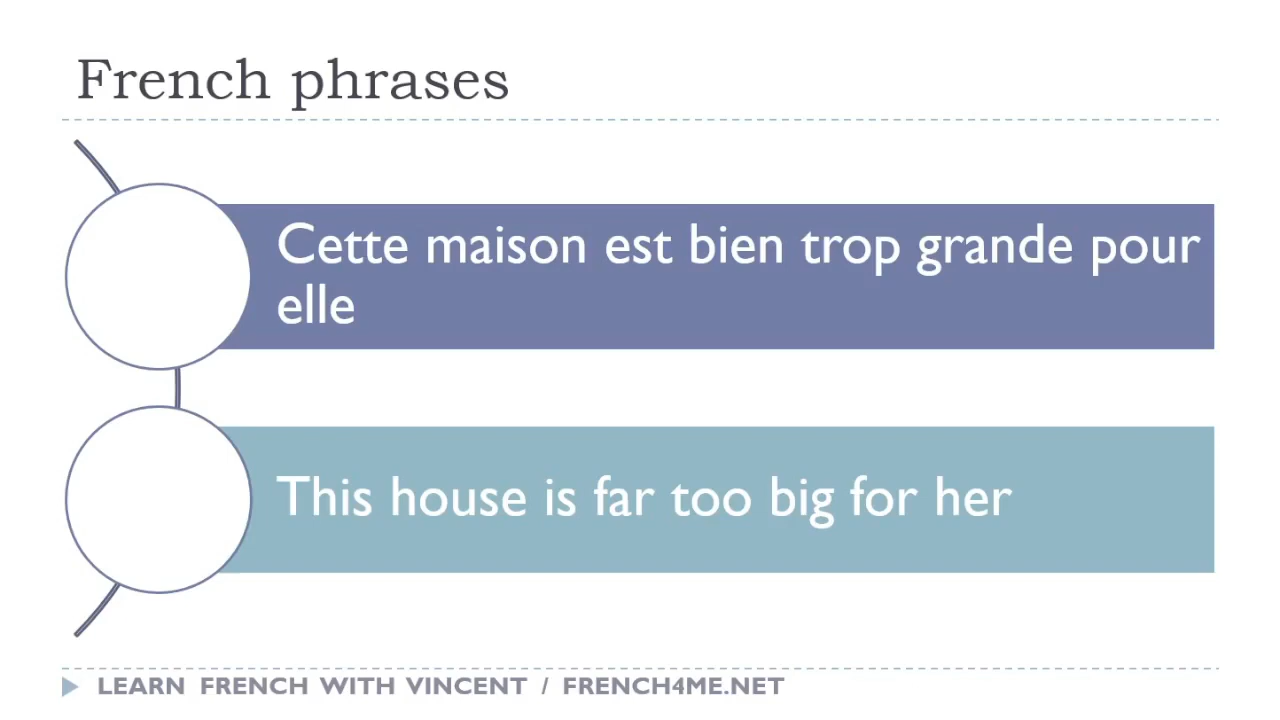 French phrases
Cette maison est bien trop grande pour
elle
This house is far too big for her
LEARN FRENCH WITH VINCENT / FRENCH4ME.NET